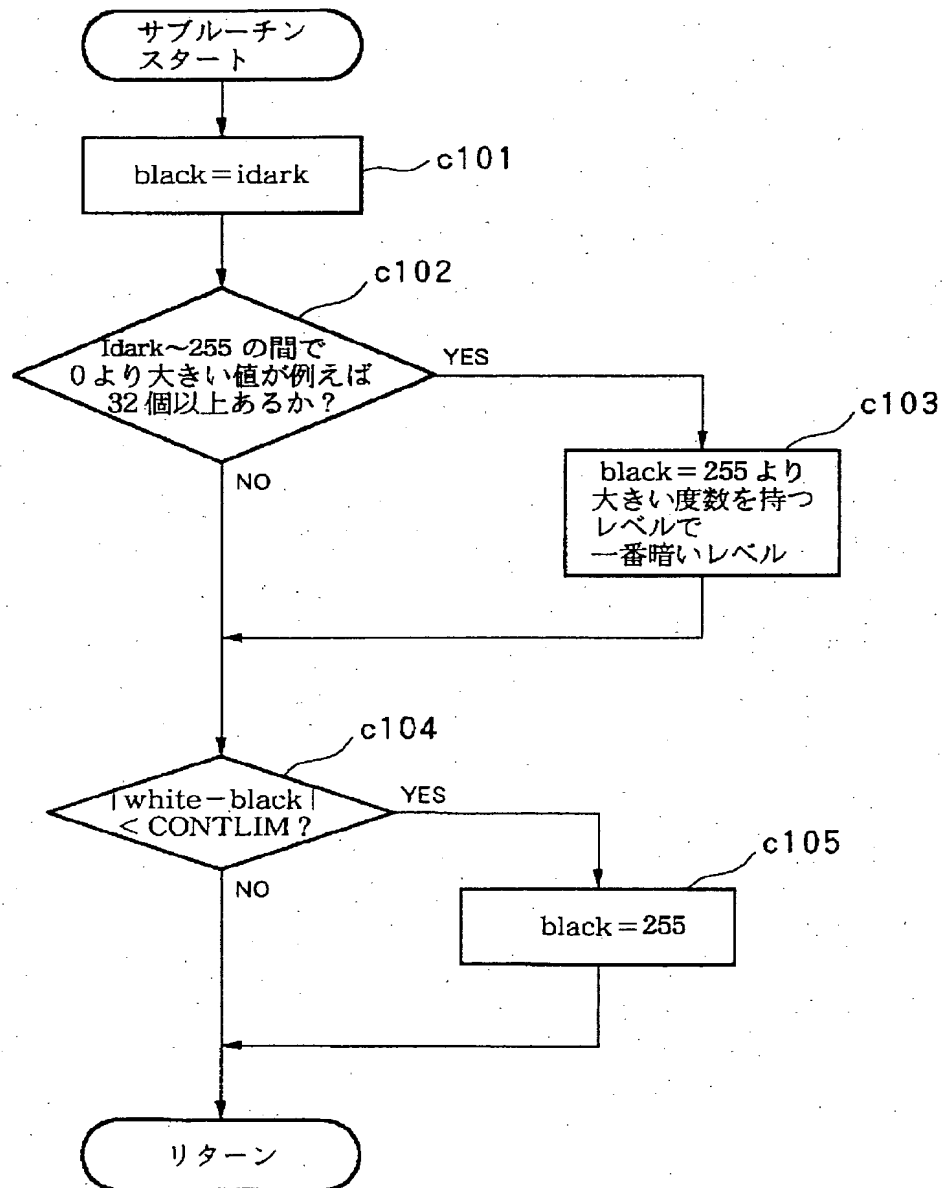 サブルーチン
スタート
black=idark
c101
c102
Idark~255 の間で
0 より大きい値が例えば
32 個以上あるか?
YES
NO
c103
black=255 より
大きい度数を持つ
レベルで
一番暗いレベル
c104
|white-black|
< CONTLIM ?
YES
NO
c105
black=255
リターン